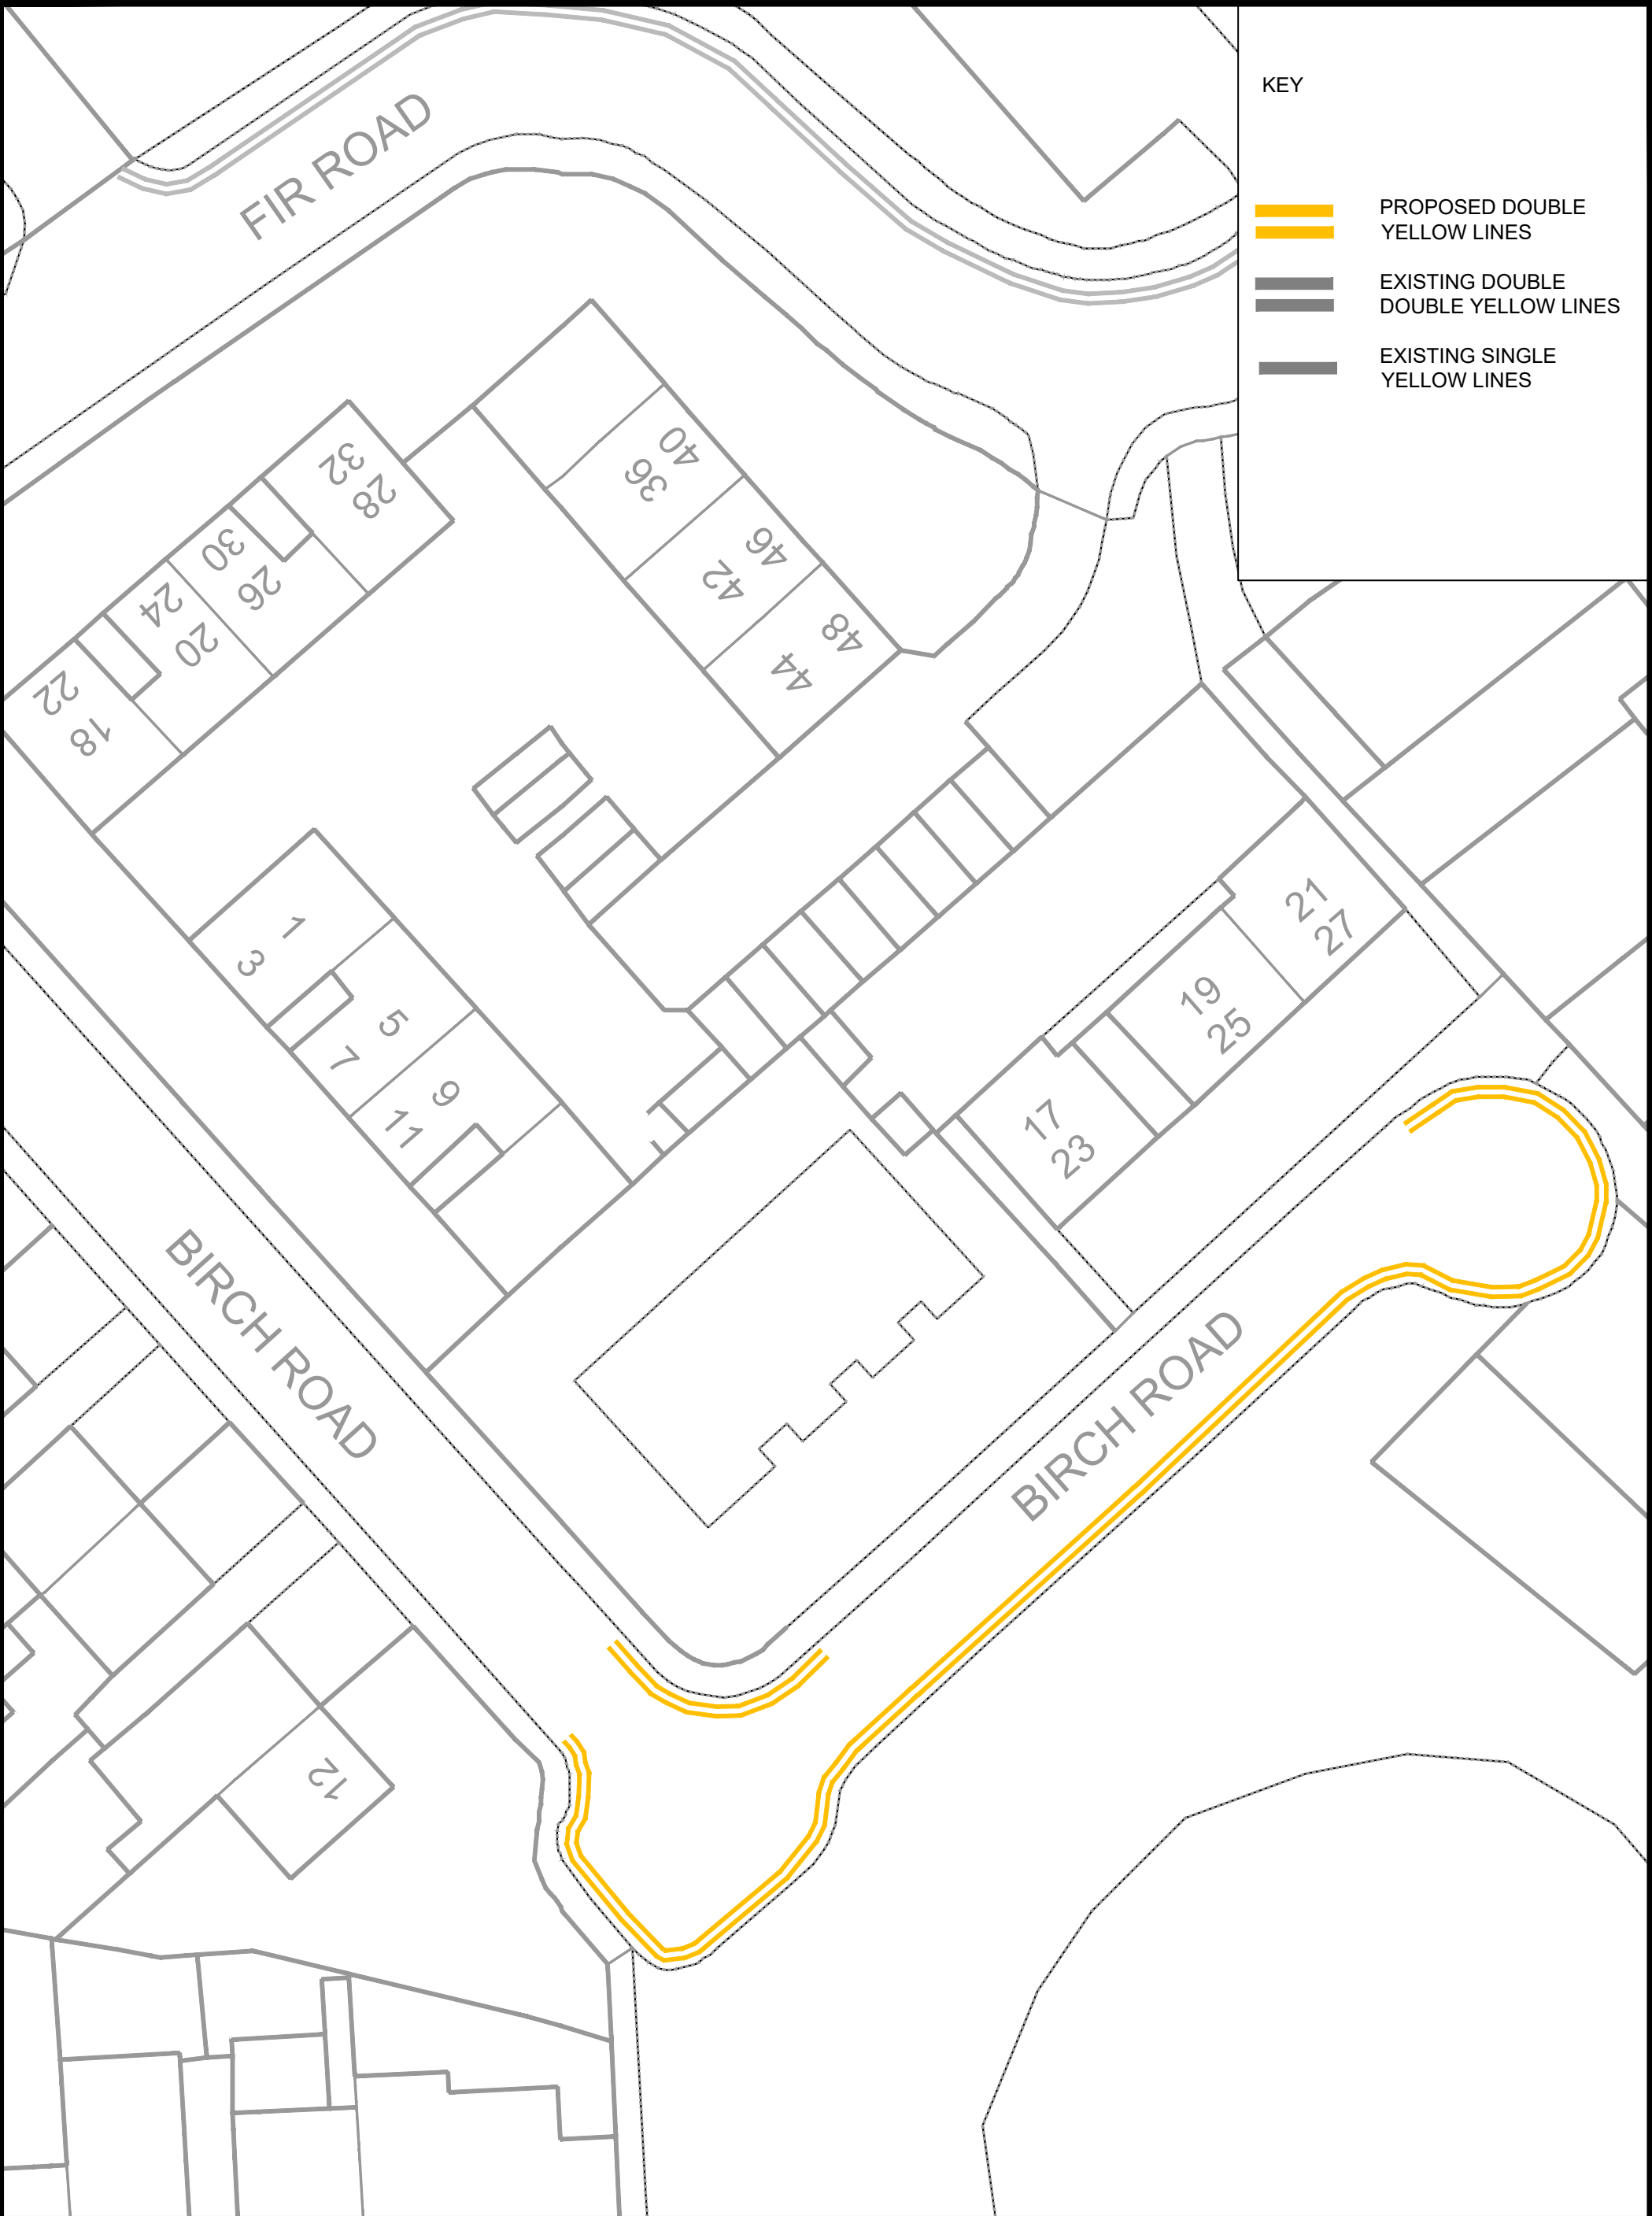 KEY
PROPOSED DOUBLE
YELLOW LINES
EXISTING DOUBLE
DOUBLE YELLOW LINES
EXISTING SINGLE
YELLOW LINES
FIR ROAD
40
36
32
28
46
42
30
26
24
20
48
44
22
18
1
3
5
7
9
11
21
27
19
25
17
23
BIRCH ROAD
BIRCH ROAD
12